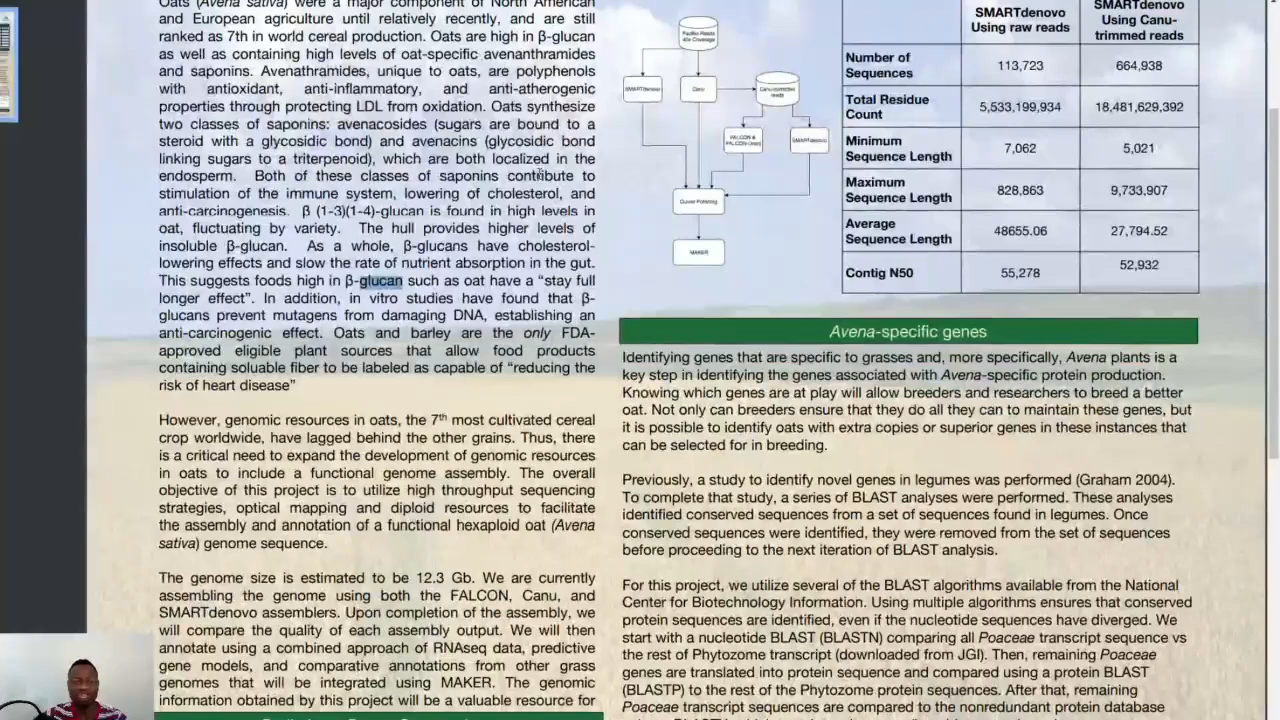 Oats (Avena sativa) were a major component of North American
and European agriculture until relatively recently, and are still
ranked as 7th in world cereal production. Oats are high in β-glucan
as well as containing high levels of oat-specific avenanthramides
and saponins. Avenathramides, unique to oats, are polyphenols
with antioxidant, anti-inflammatory, and anti-atherogenic
properties through protecting LDL from oxidation. Oats synthesize
two classes of saponins: avenacosides (sugars are bound to a
steroid with a glycosidic bond) and avenacins (glycosidic bond
linking sugars to a triterpenoid), which are both localized in the
endosperm. Both of these classes of saponins contribute to
stimulation of the immune system, lowering of cholesterol, and
anti-carcinogenesis. β (1-3)(1-4)-glucan is found in high levels in
oat, fluctuating by variety. The hull provides higher levels of
insoluble β-glucan. As a whole, β-glucans have cholesterol-
lowering effects and slow the rate of nutrient absorption in the gut.
This suggests foods high in β-glucan such as oat have a “stay full
longer effect”. In addition, in vitro studies have found that β-
glucans prevent mutagens from damaging DNA, establishing an
anti-carcinogenic effect. Oats and barley are the only FDA-
approved eligible plant sources that allow food products
containing soluable fiber to be labeled as capable of “reducing the
risk of heart disease”
However, genomic resources in oats, the 7th most cultivated cereal
crop worldwide, have lagged behind the other grains. Thus, there
is a critical need to expand the development of genomic resources
in oats to include a functional genome assembly. The overall
objective of this project is to utilize high throughput sequencing
strategies, optical mapping and diploid resources to facilitate
the assembly and annotation of a functional hexaploid oat (Avena
sativa) genome sequence.
The genome size is estimated to be 12.3 Gb. We are currently
assembling the genome using both the FALCON, Canu, and
SMARTdenovo assemblers. Upon completion of the assembly, we
will compare the quality of each assembly output. We will then
annotate using a combined approach of RNAseq data, predictive
gene models, and comparative annotations from other grass
genomes that will be integrated using MAKER. The genomic
information obtained by this project will be a valuable resource for
PacBio Reads
40x Coverage
SMARTdenovo
Canu
Canu-corrected
reads
FALCON &
FALCON-Unzip
SMARTdenovo
Quiver Polishing
MAKER
SMARTdenovo
Using raw reads
SMARTdenovo
Using Canu-
trimmed reads
Number of
Sequences
113,723
664,938
Total Residue
Count
5,533,199,934
18,481,629,392
Minimum
Sequence Length
7,062
5,021
Maximum
Sequence Length
828,863
9,733,907
Average
Sequence Length
48655.06
27,794.52
Contig N50
55,278
52,932
Avena-specific genes
Identifying genes that are specific to grasses and, more specifically, Avena plants is a
key step in identifying the genes associated with Avena-specific protein production.
Knowing which genes are at play will allow breeders and researchers to breed a better
oat. Not only can breeders ensure that they do all they can to maintain these genes, but
it is possible to identify oats with extra copies or superior genes in these instances that
can be selected for in breeding.
Previously, a study to identify novel genes in legumes was performed (Graham 2004).
To complete that study, a series of BLAST analyses were performed. These analyses
identified conserved sequences from a set of sequences found in legumes. Once
conserved sequences were identified, they were removed from the set of sequences
before proceeding to the next iteration of BLAST analysis.
For this project, we utilize several of the BLAST algorithms available from the National
Center for Biotechnology Information. Using multiple algorithms ensures that conserved
protein sequences are identified, even if the nucleotide sequences have diverged. We
start with a nucleotide BLAST (BLASTN) comparing all Poaceae transcript sequence vs
the rest of Phytozome transcript (downloaded from JGI). Then, remaining Poaceae
genes are translated into protein sequence and compared using a protein BLAST
(BLASTP) to the rest of the Phytozome protein sequences. After that, remaining
Poaceae transcript sequences are compared to the nonredundant protein database